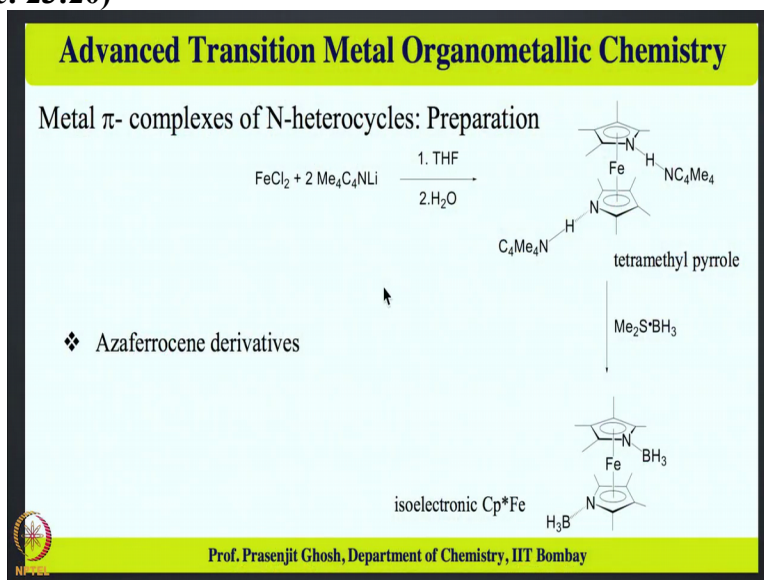 Advanced Transition Metal Organometallic Chemistry
Metal π- complexes of N-heterocycles: Preparation
FeCl₂ + 2 Me₄C₄NLi
1. THF
2.H₂O
N
H
NC₄Me₄
Fe
N
H
C₄Me₄N
tetramethyl pyrrole
Me₂S•BH₃
❖ Azaferrocene derivatives
N
BH₃
Fe
N
H₃B
isoelectronic Cp*Fe
Prof. Prasenjit Ghosh, Department of Chemistry, IIT Bombay
NPTEL